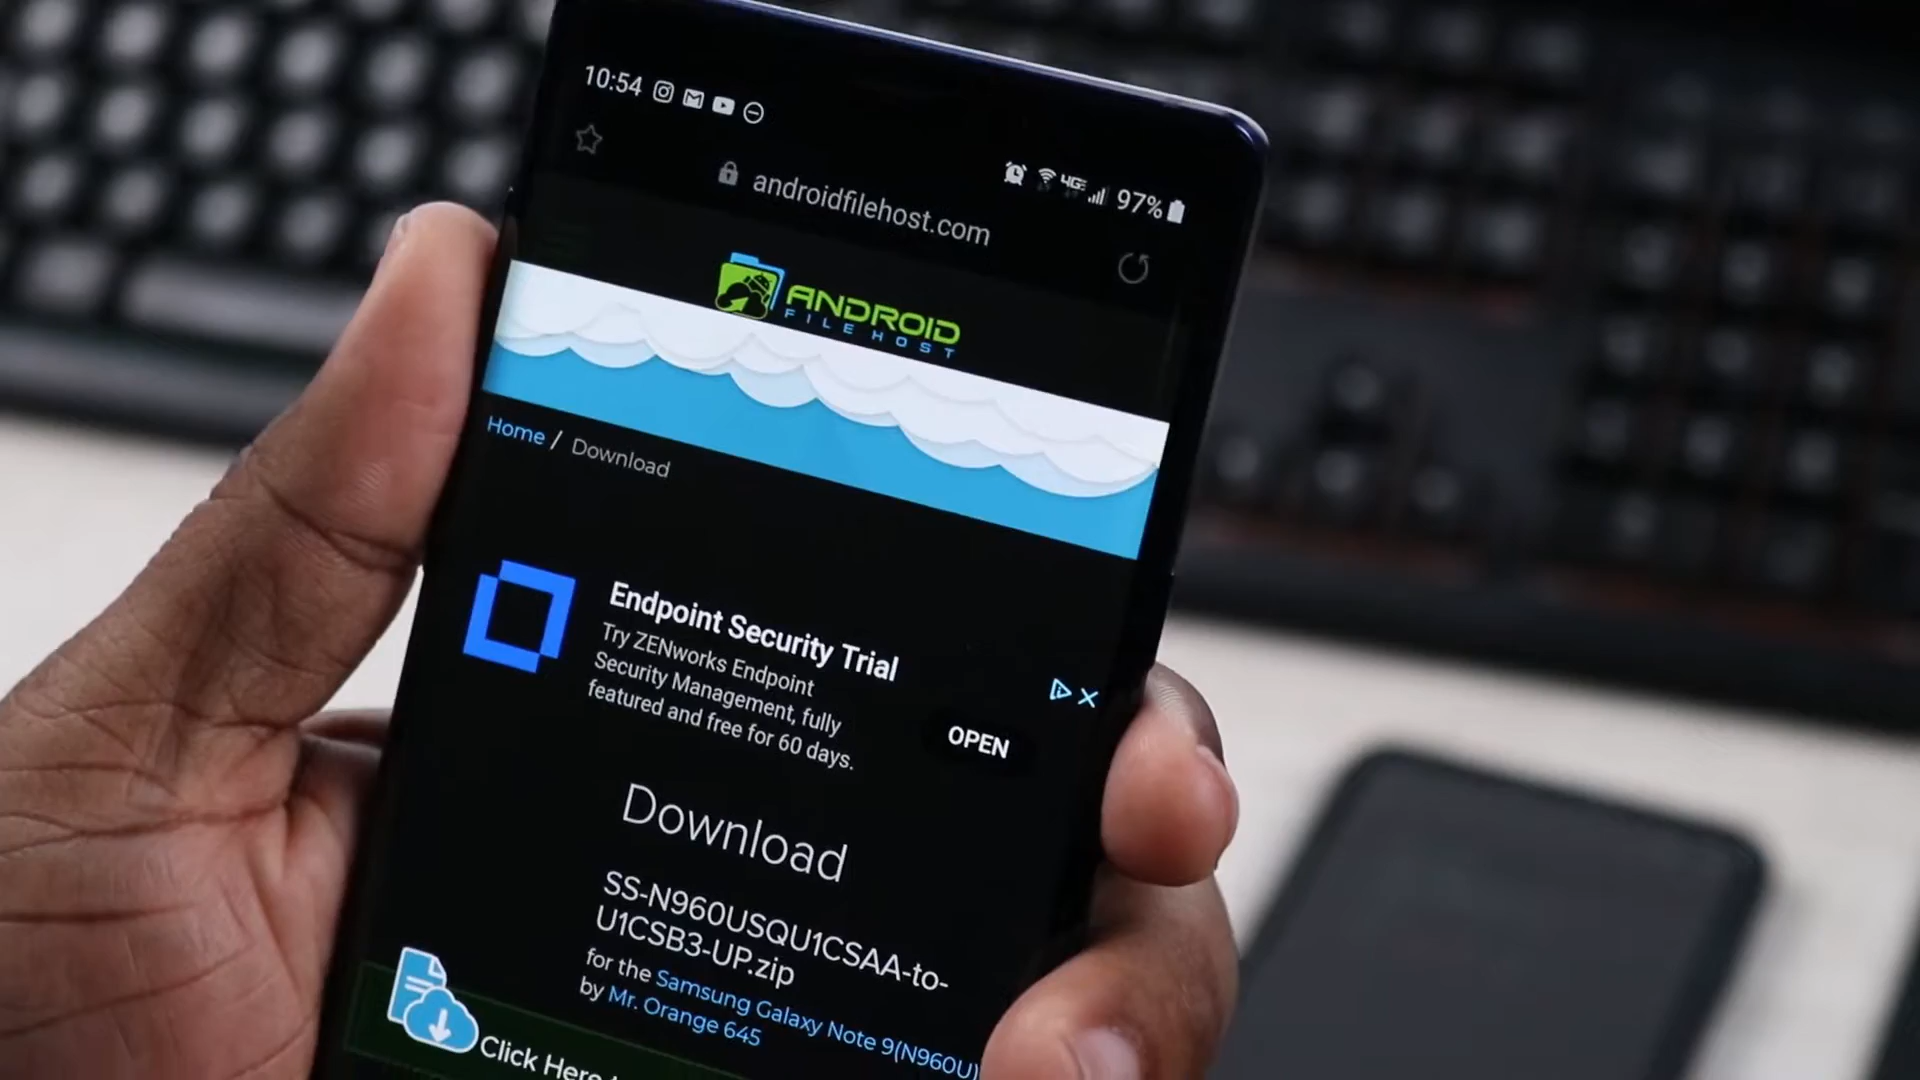 10:54
4GE 97%
androidfilehost.com
ANDROID
FILE HOST
Home / Download
Endpoint Security Trial
Try ZENworks Endpoint
Security Management, fully
featured and free for 60 days.
OPEN
Download
SS-N960USQU1CSAA-to-
U1CSB3-UP.zip
for the Samsung Galaxy Note 9(N960U)
by Mr. Orange 645
Click Here